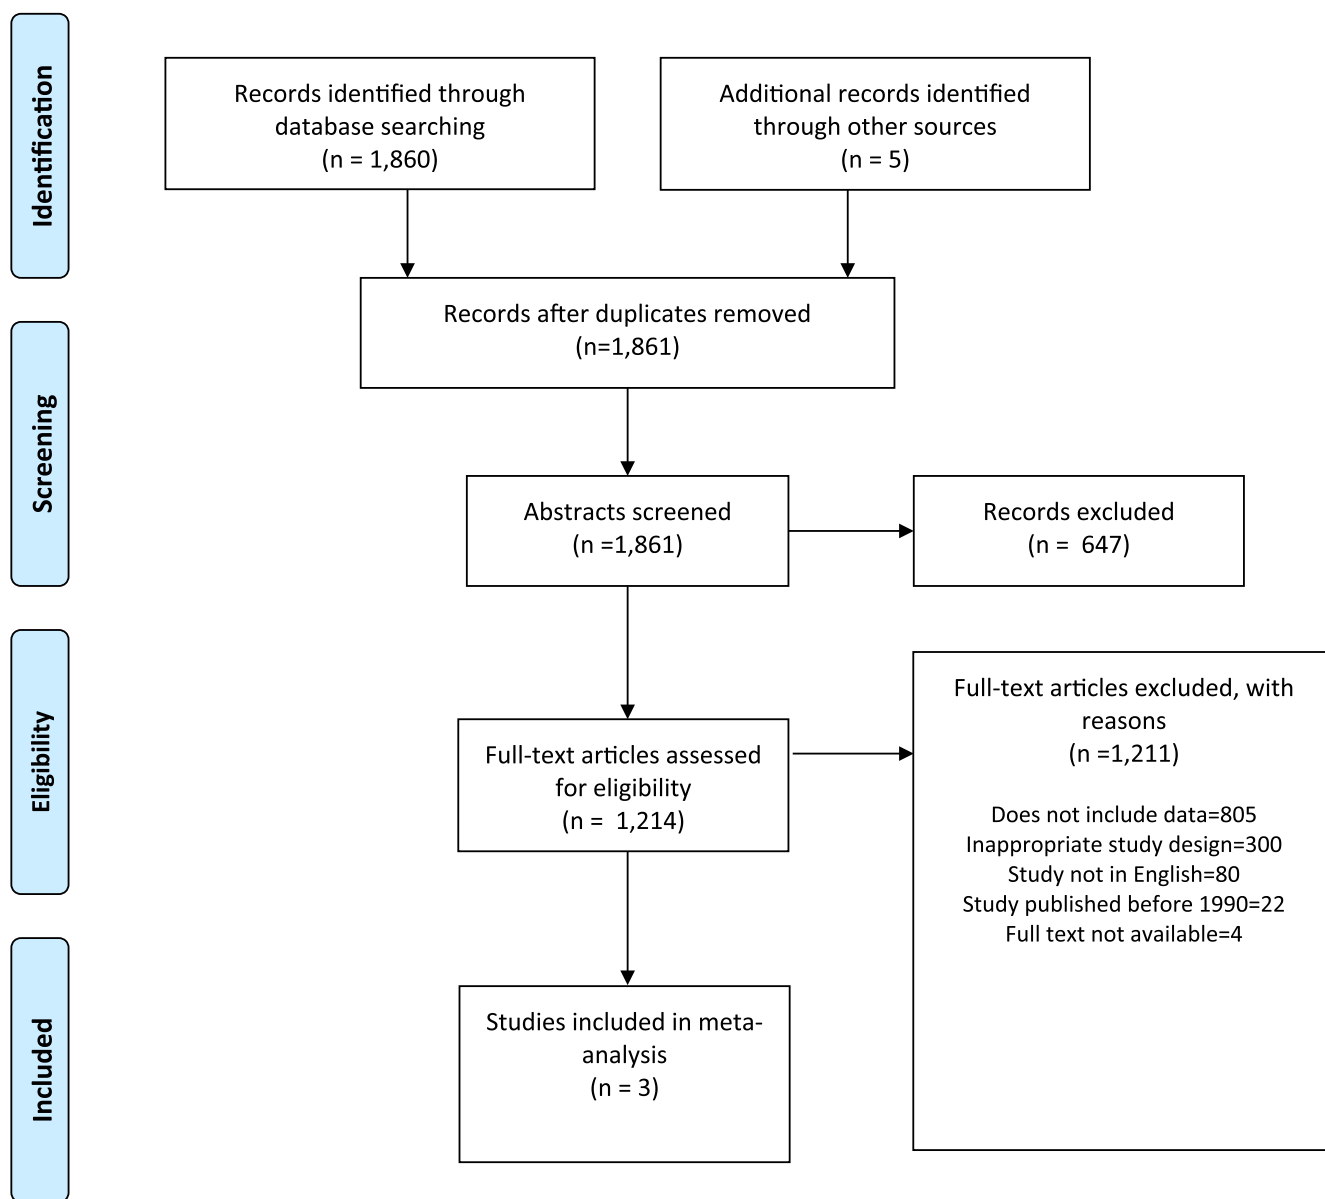 Identification
Records identified through
database searching
(n = 1,860)
Additional records identified
through other sources
(n = 5)
Records after duplicates removed
(n=1,861)
Screening
Abstracts screened
(n =1,861)
Records excluded
(n =  647)
Eligibility
Full-text articles assessed
for eligibility
(n =  1,214)
Full-text articles excluded, with
reasons
(n =1,211)
Does not include data=805
Inappropriate study design=300
Study not in English=80
Study published before 1990=22
Full text not available=4
Included
Studies included in meta-
analysis
(n = 3)